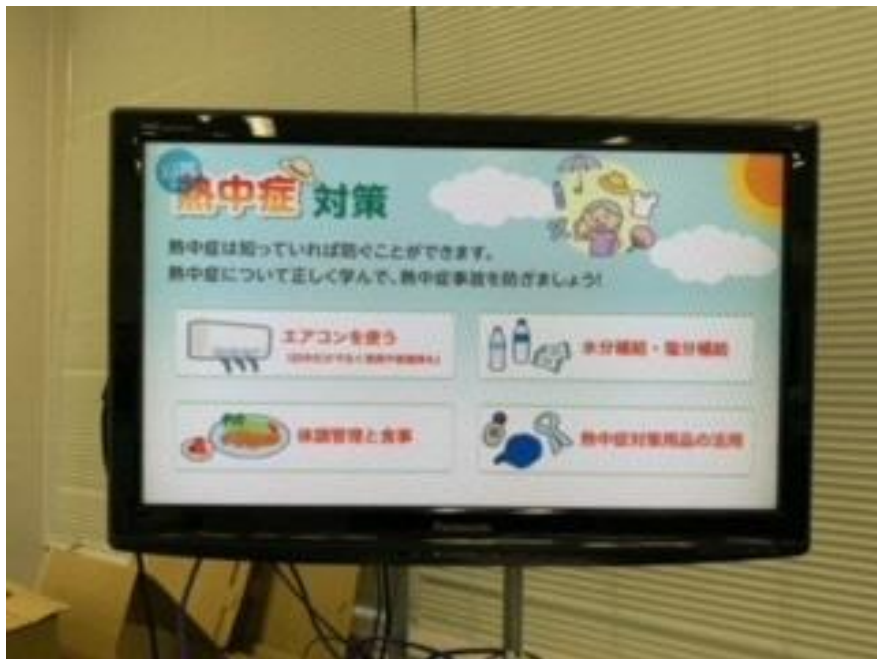 熱中症 対策
熱中症は知っていれば防ぐことができます。
熱中症について正しく学んで、熱中症事故を防ぎましょう!
エアコンを使う
水分補給・塩分補給
体調管理と食事
熱中症対策用品の活用
Panasonic